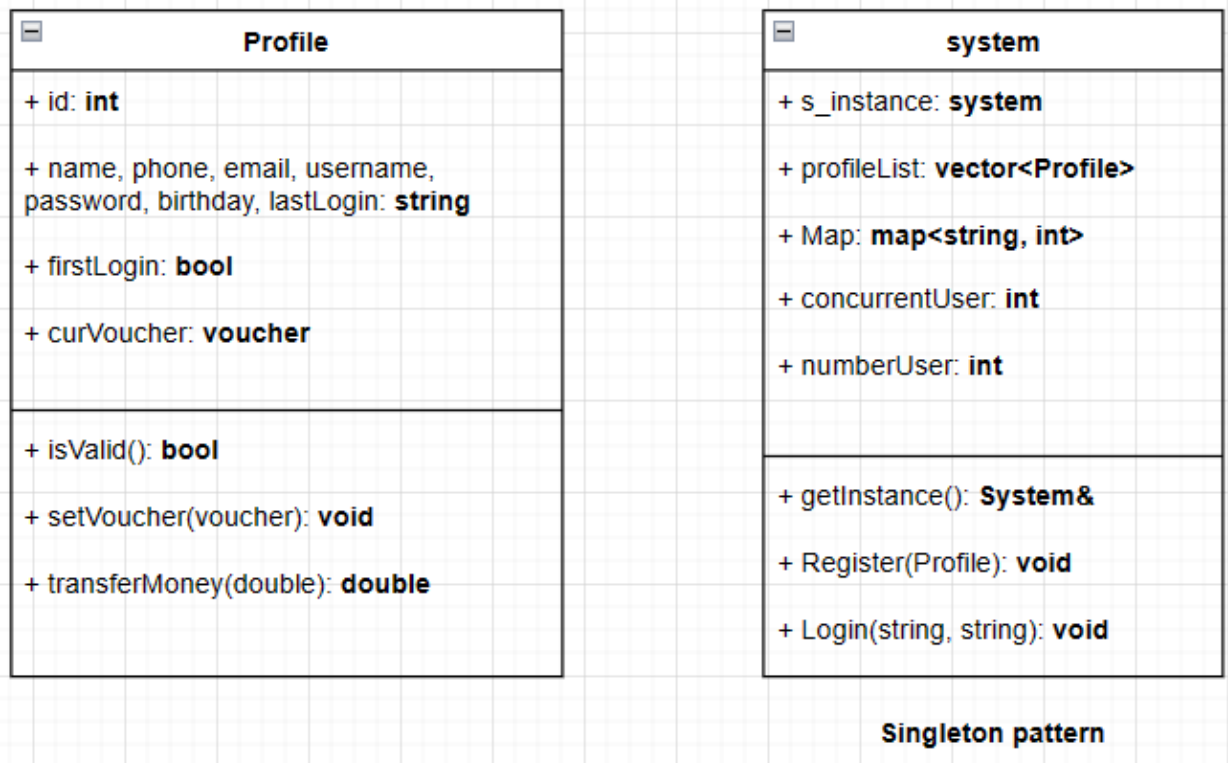 Profile
+ id: int
+ name, phone, email, username,
password, birthday, lastLogin: string
+ firstLogin: bool
+ curVoucher: voucher
+ isValid(): bool
+ setVoucher(voucher): void
+ transferMoney(double): double
system
+ s_instance: system
+ profileList: vector<Profile>
+ Map: map<string, int>
+ concurrentUser: int
+ numberUser: int
+ getInstance(): System&
+ Register(Profile): void
+ Login(string, string): void
Singleton pattern